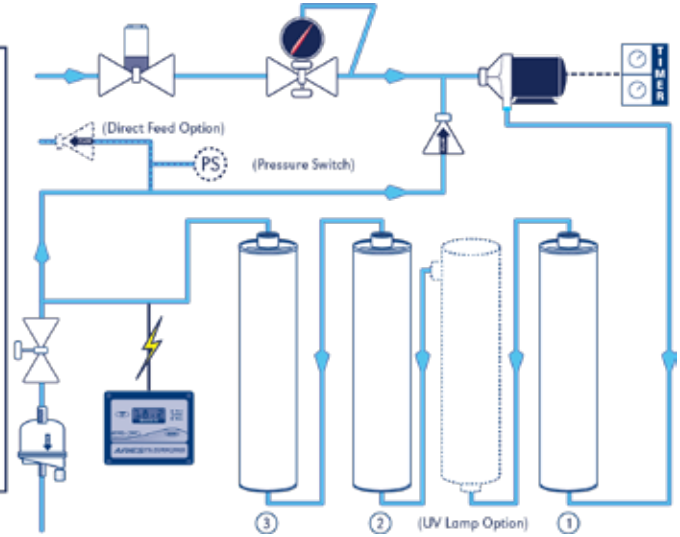 TIMER
(Direct Feed Option)
PS
(Pressure Switch)
3
2
(UV Lamp Option)
1